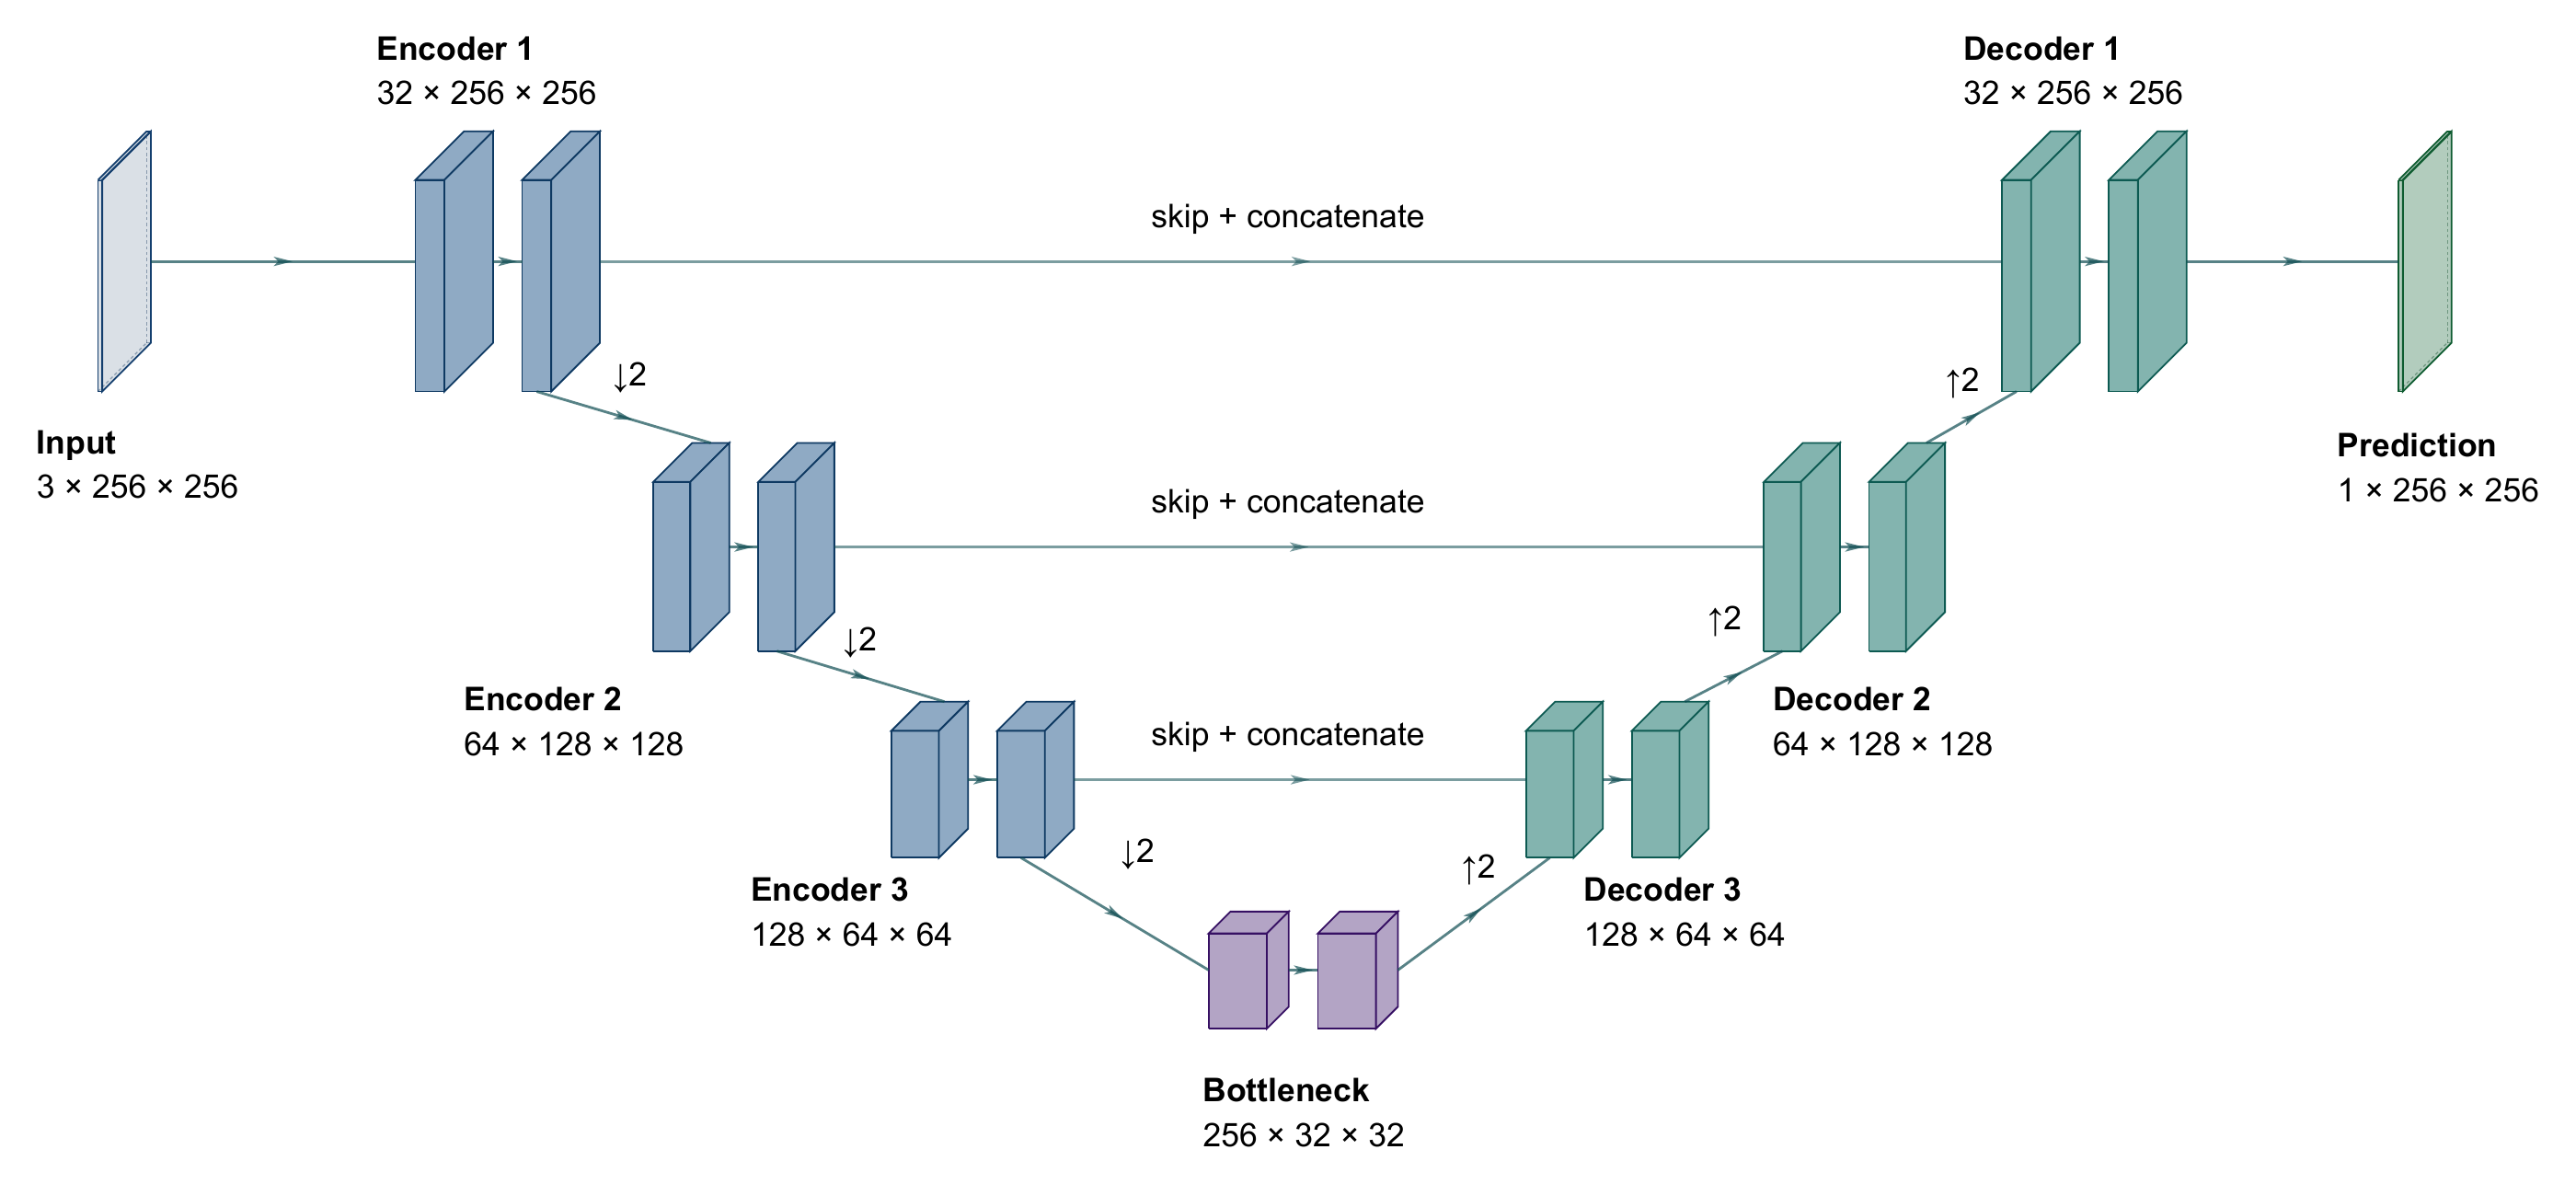 Encoder 1
32 × 256 × 256
Decoder 1
32 × 256 × 256
skip + concatenate
↓2
↑2
Input
3 × 256 × 256
Prediction
1 × 256 × 256
skip + concatenate
↓2
↑2
Encoder 2
64 × 128 × 128
Decoder 2
64 × 128 × 128
skip + concatenate
↓2
↑2
Encoder 3
128 × 64 × 64
Decoder 3
128 × 64 × 64
Bottleneck
256 × 32 × 32